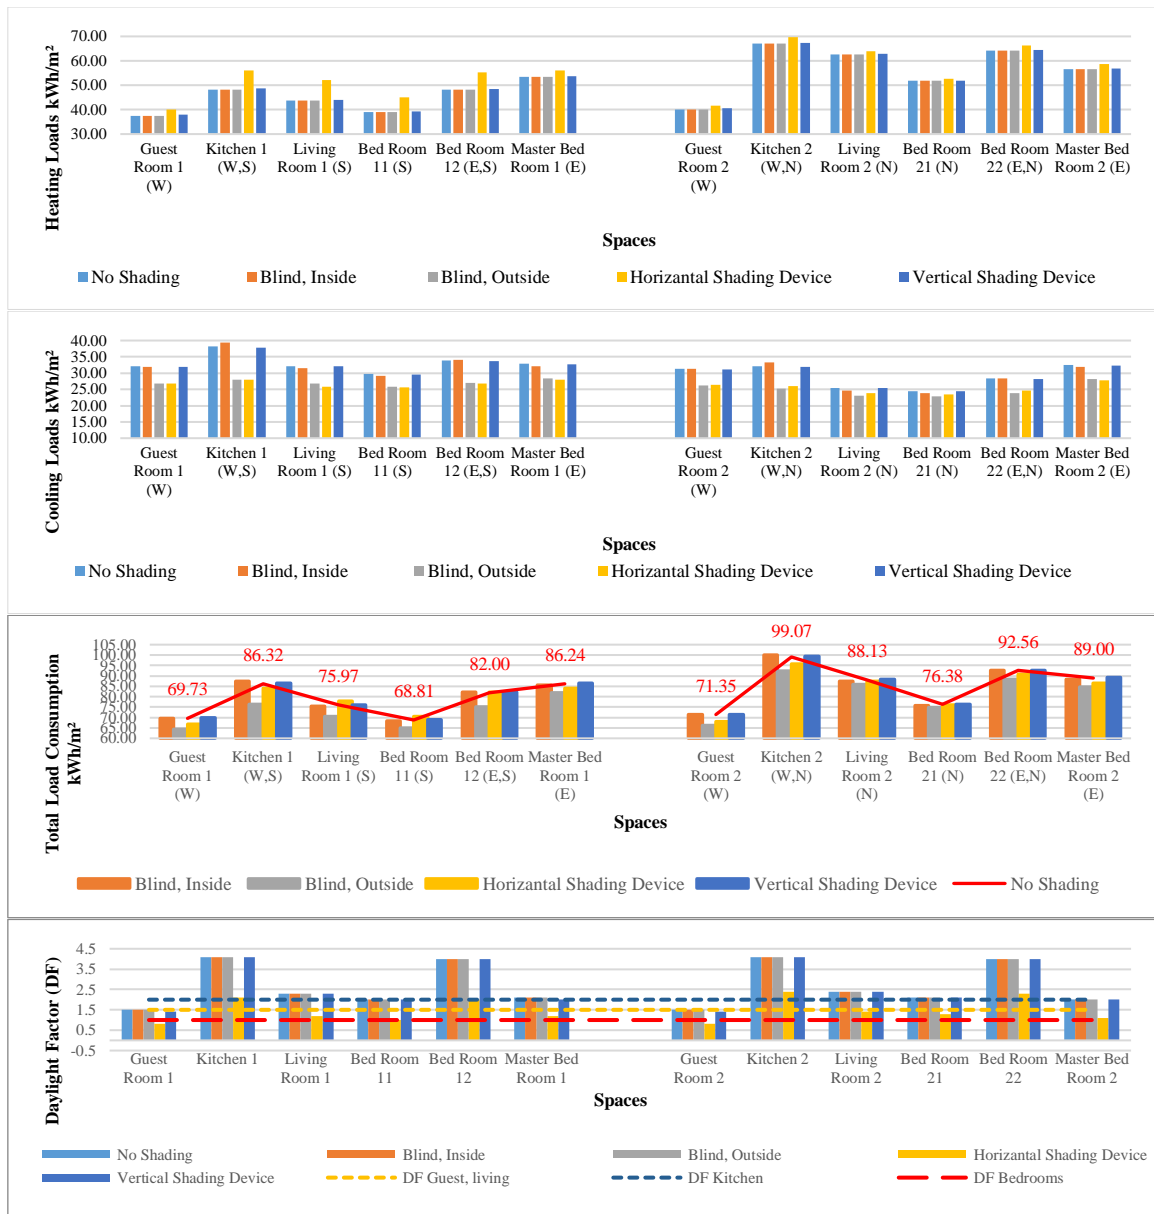 Heating Loads kWh/m²
70.00
60.00
50.00
40.00
30.00
Guest Kitchen 1 Living Bed Room Bed Room Master Bed Guest Kitchen 2 Living Bed Room Bed Room Master Bed
Room 1 (W,S) Room 1 (S) 11 (S) 12 (E,S) Room 1 (E) Room 2 (W,N) Room 2 (N) 21 (N) 22 (E,N) Room 2 (E)
(W) (W)
Spaces
No Shading Blind, Inside Blind, Outside Horizantal Shading Device Vertical Shading Device
Cooling Loads kWh/m²
40.00
35.00
30.00
25.00
20.00
15.00
10.00
Guest Kitchen 1 Living Bed Room Bed Room Master Bed Guest Kitchen 2 Living Bed Room Bed Room Master Bed
Room 1 (W,S) Room 1 (S) 11 (S) 12 (E,S) Room 1 (E) Room 2 (W,N) Room 2 (N) 21 (N) 22 (E,N) Room 2 (E)
(W) (W)
Spaces
No Shading Blind, Inside Blind, Outside Horizantal Shading Device Vertical Shading Device
Total Load Consumption
kWh/m²
105.00
100.00
95.00
90.00
85.00
80.00
75.00
70.00
65.00
60.00
69.73 86.32 75.97 68.81 82.00 86.24 71.35 99.07 88.13 76.38 92.56 89.00
Guest Kitchen 1 Living Bed Room Bed Room Master Bed Guest Kitchen 2 Living Bed Room Bed Room Master Bed
Room 1 (W,S) Room 1 (S) 11 (S) 12 (E,S) Room 1 Room 2 (W,N) Room 2 21 (N) 22 (E,N) Room 2
(W) (E) (W) (N) (E)
Spaces
Blind, Inside Blind, Outside Horizantal Shading Device Vertical Shading Device No Shading
Daylight Factor (DF)
4.5
3.5
2.5
1.5
0.5
-0.5
Guest Kitchen 1 Living Bed Room Bed Room Master Bed Guest Kitchen 2 Living Bed Room Bed Room Master Bed
Room 1 Room 1 11 12 Room 1 Room 2 Room 2 21 22 Room 2
Spaces
No Shading Blind, Inside Blind, Outside Horizantal Shading Device
Vertical Shading Device DF Guest, living DF Kitchen DF Bedrooms